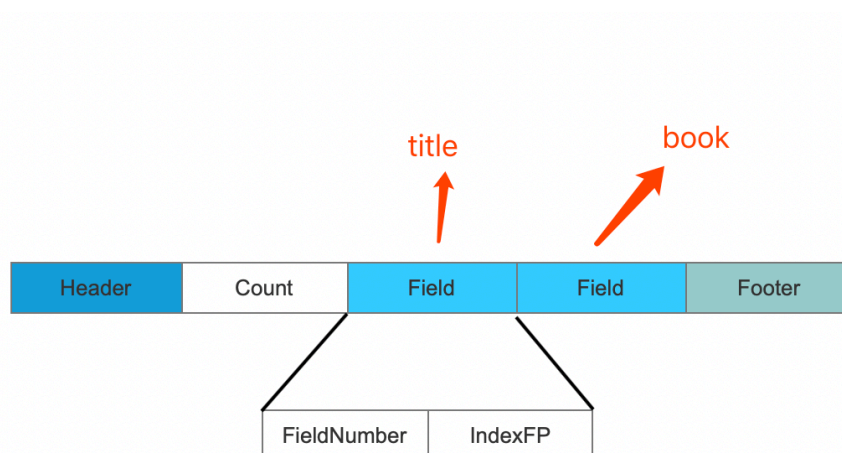 title
book
Header
Count
Field
Field
Footer
FieldNumber
IndexFP